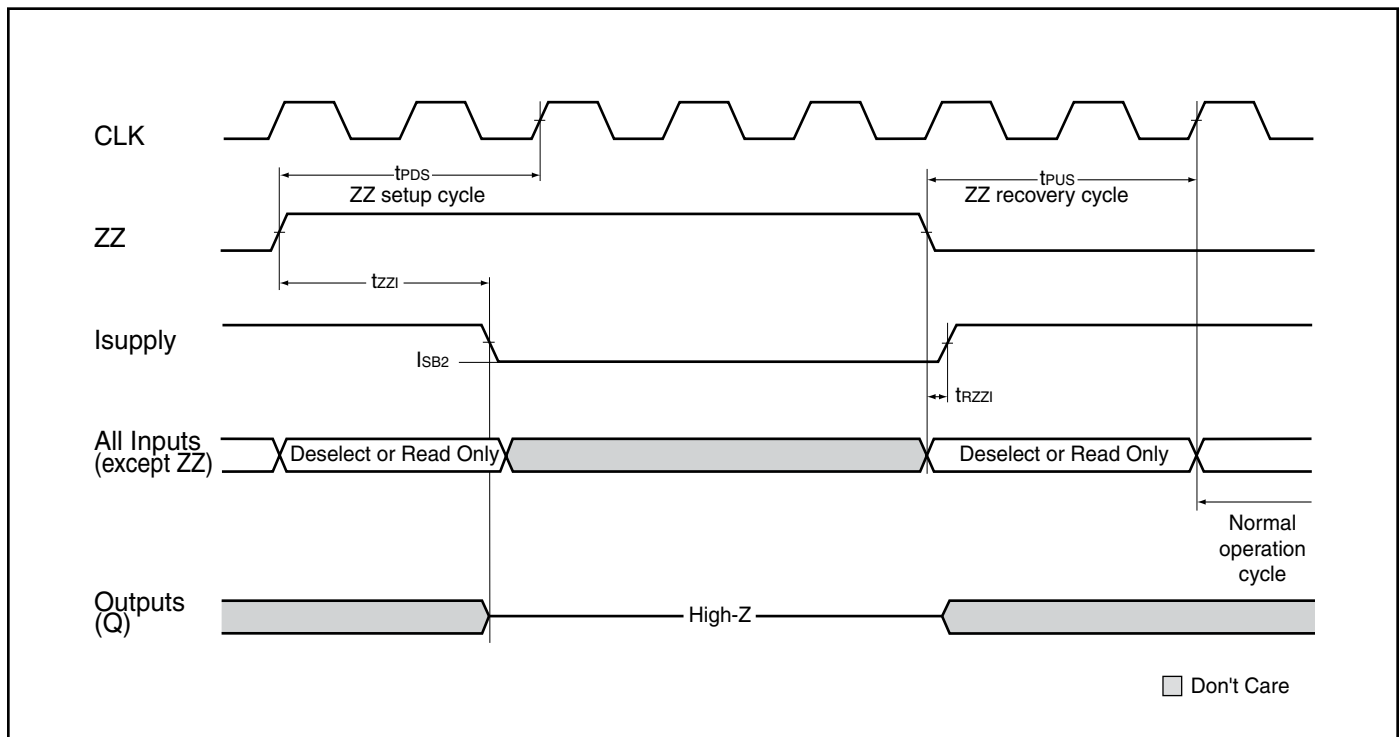 CLK
tPDS
ZZ setup cycle
tPUS
ZZ recovery cycle
ZZ
tZZI
Isupply
ISB2
tRZZI
All Inputs
(except ZZ)
Deselect or Read Only
Deselect or Read Only
Normal
operation
cycle
Outputs
(Q)
High-Z
Don't Care